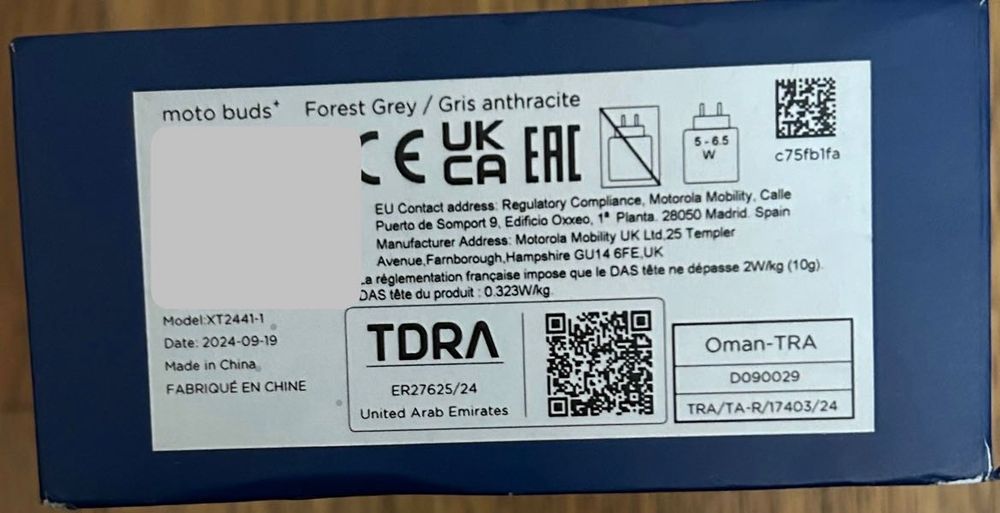 moto buds+ Forest Grey / Gris anthracite
CE UK CA EAC
5 - 6.5
W
c75fb1fa
EU Contact address: Regulatory Compliance, Motorola Mobility, Calle
Puerto de Somport 9, Edificio Oxxeo, 1ª Planta. 28050 Madrid. Spain
Manufacturer Address: Motorola Mobility UK Ltd,25 Templer
Avenue,Farnborough,Hampshire GU14 6FE,UK
La réglementation française impose que le DAS tête ne dépasse 2W/kg (10g).
DAS tête du produit : 0.323W/kg.
Model:XT2441-1
Date: 2024-09-19
Made in China
FABRIQUÉ EN CHINE
TDRA
ER27625/24
United Arab Emirates
Oman-TRA
D090029
TRA/TA-R/17403/24